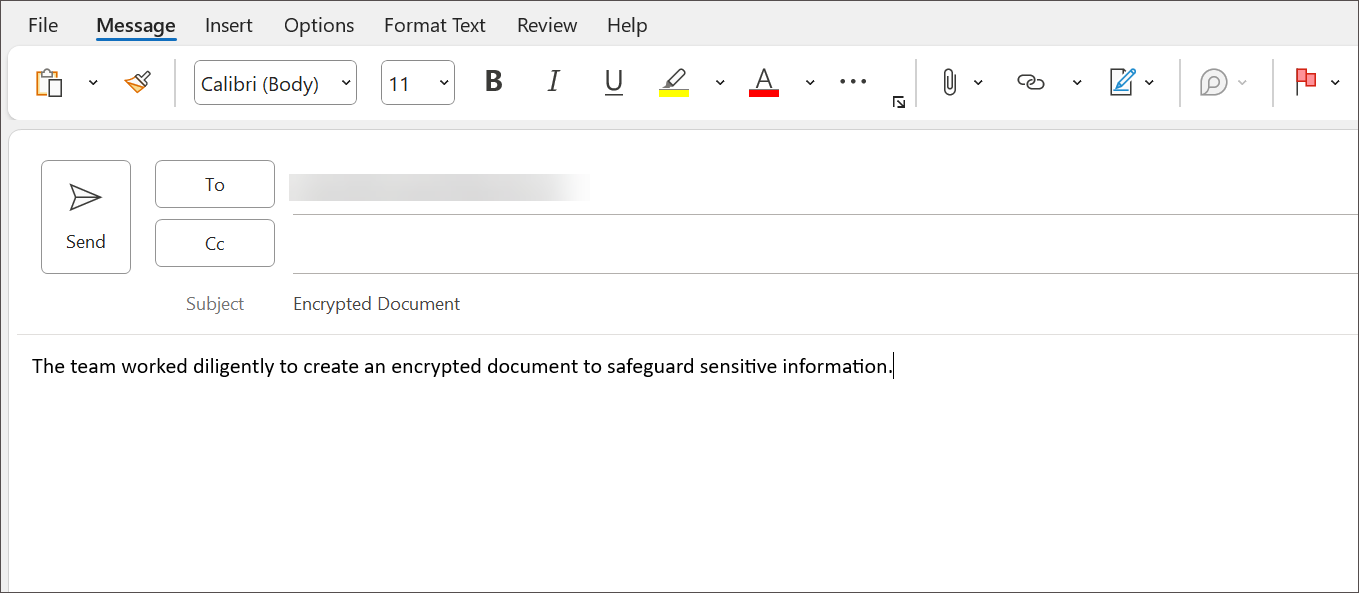 File Message Insert Options Format Text Review Help
Calibri (Body) 11 B I U A
To
Send
Cc
Subject Encrypted Document
The team worked diligently to create an encrypted document to safeguard sensitive information.